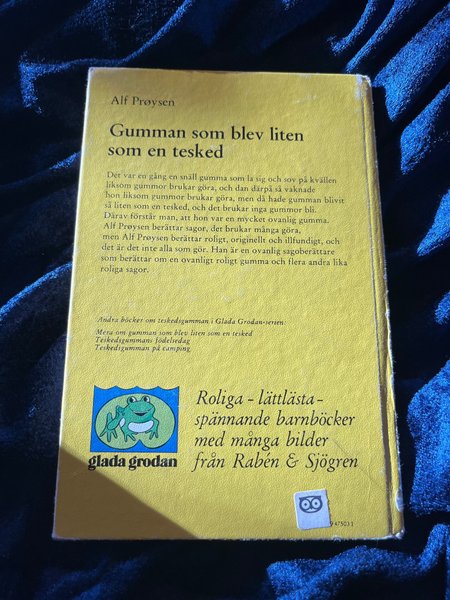 Alf Prøysen
Gumman som blev liten
som en tesked
Det var en gång en snäll gumma som la sig och sov på kvällen
liksom gummor brukar göra, och dan därpå så vaknade
hon liksom gummor brukar göra, men då hade gumman blivit
så liten som en tesked, och det brukar inga gummor bli.
Därav förstår man, att hon var en mycket ovanlig gumma.
Alf Prøysen berättar sagor, det brukar många göra,
men Alf Prøysen berättar roligt, originellt och illfundigt, och
det är det inte alla som gör. Han är en ovanlig sagoberättare
som berättar om en ovanligt rolig gumma och flera andra lika
roliga sagor.
Andra böcker om teskedsgumman i Glada Grodan-serien:
Mera om gumman som blev liten som en tesked
Teskedsgummans födelsedag
Teskedsgumman på camping
glada grodan
Roliga - lättlästa -
spännande barnböcker
med många bilder
från Rabén & Sjögren